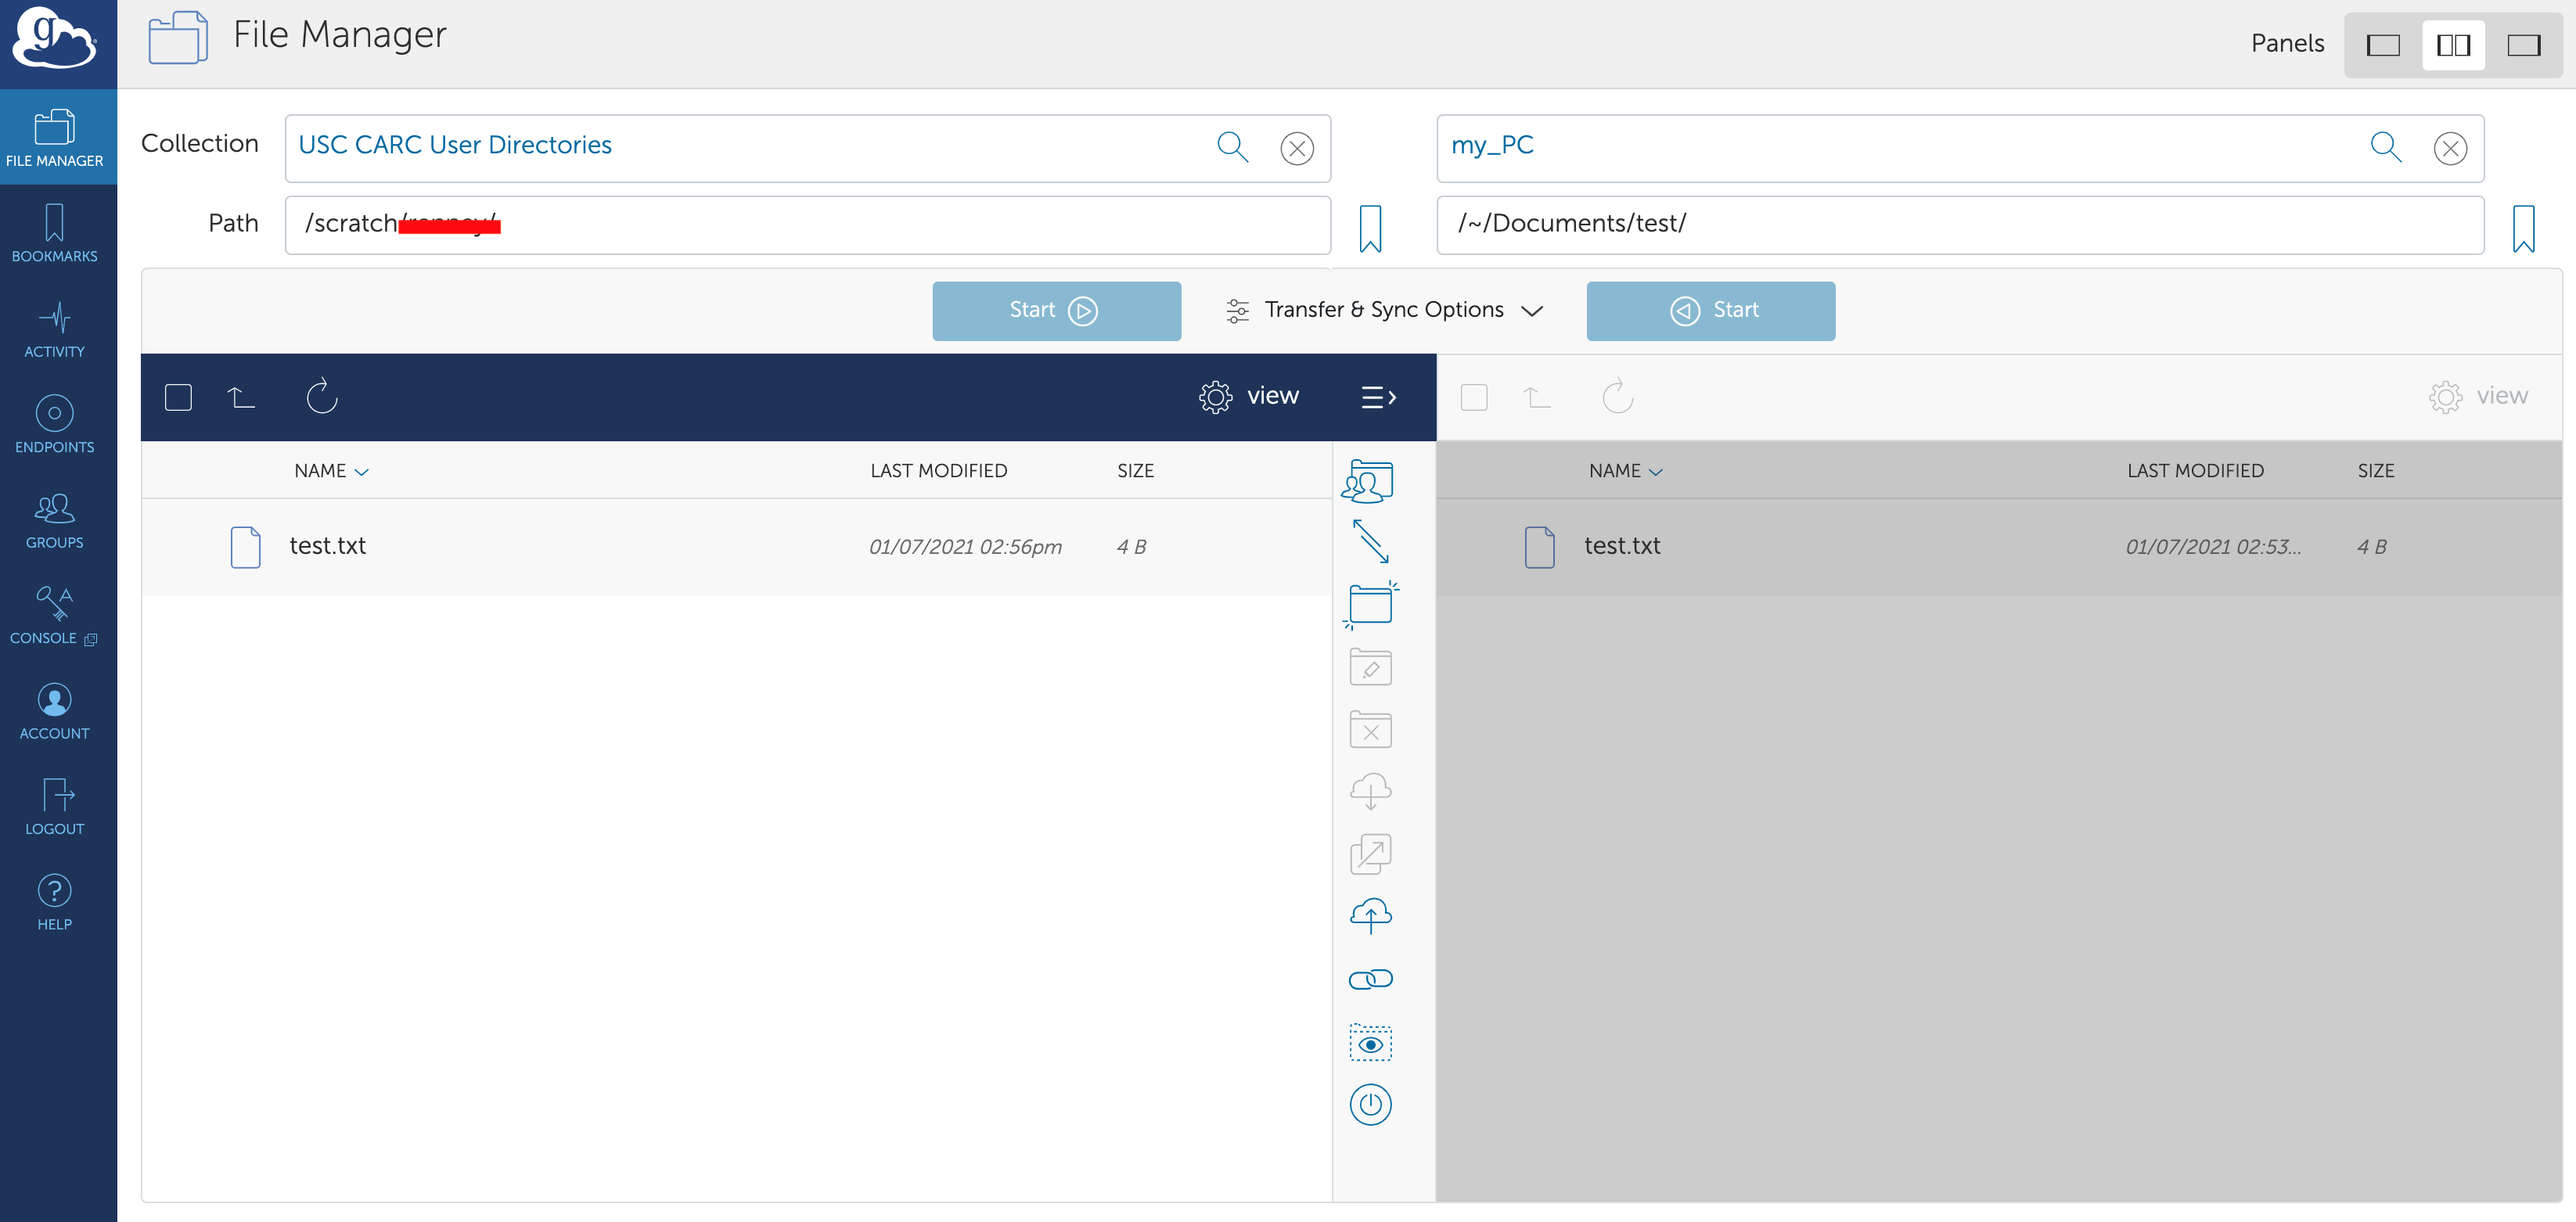 g
File Manager
Panels
FILE MANAGER
BOOKMARKS
ACTIVITY
ENDPOINTS
GROUPS
CONSOLE
ACCOUNT
LOGOUT
HELP
Collection
USC CARC User Directories
my_PC
Path
/scratch
/~/Documents/test/
Start
Transfer & Sync Options
Start
view
view
NAME
LAST MODIFIED
SIZE
NAME
LAST MODIFIED
SIZE
test.txt
01/07/2021 02:56pm
4 B
test.txt
01/07/2021 02:53...
4 B